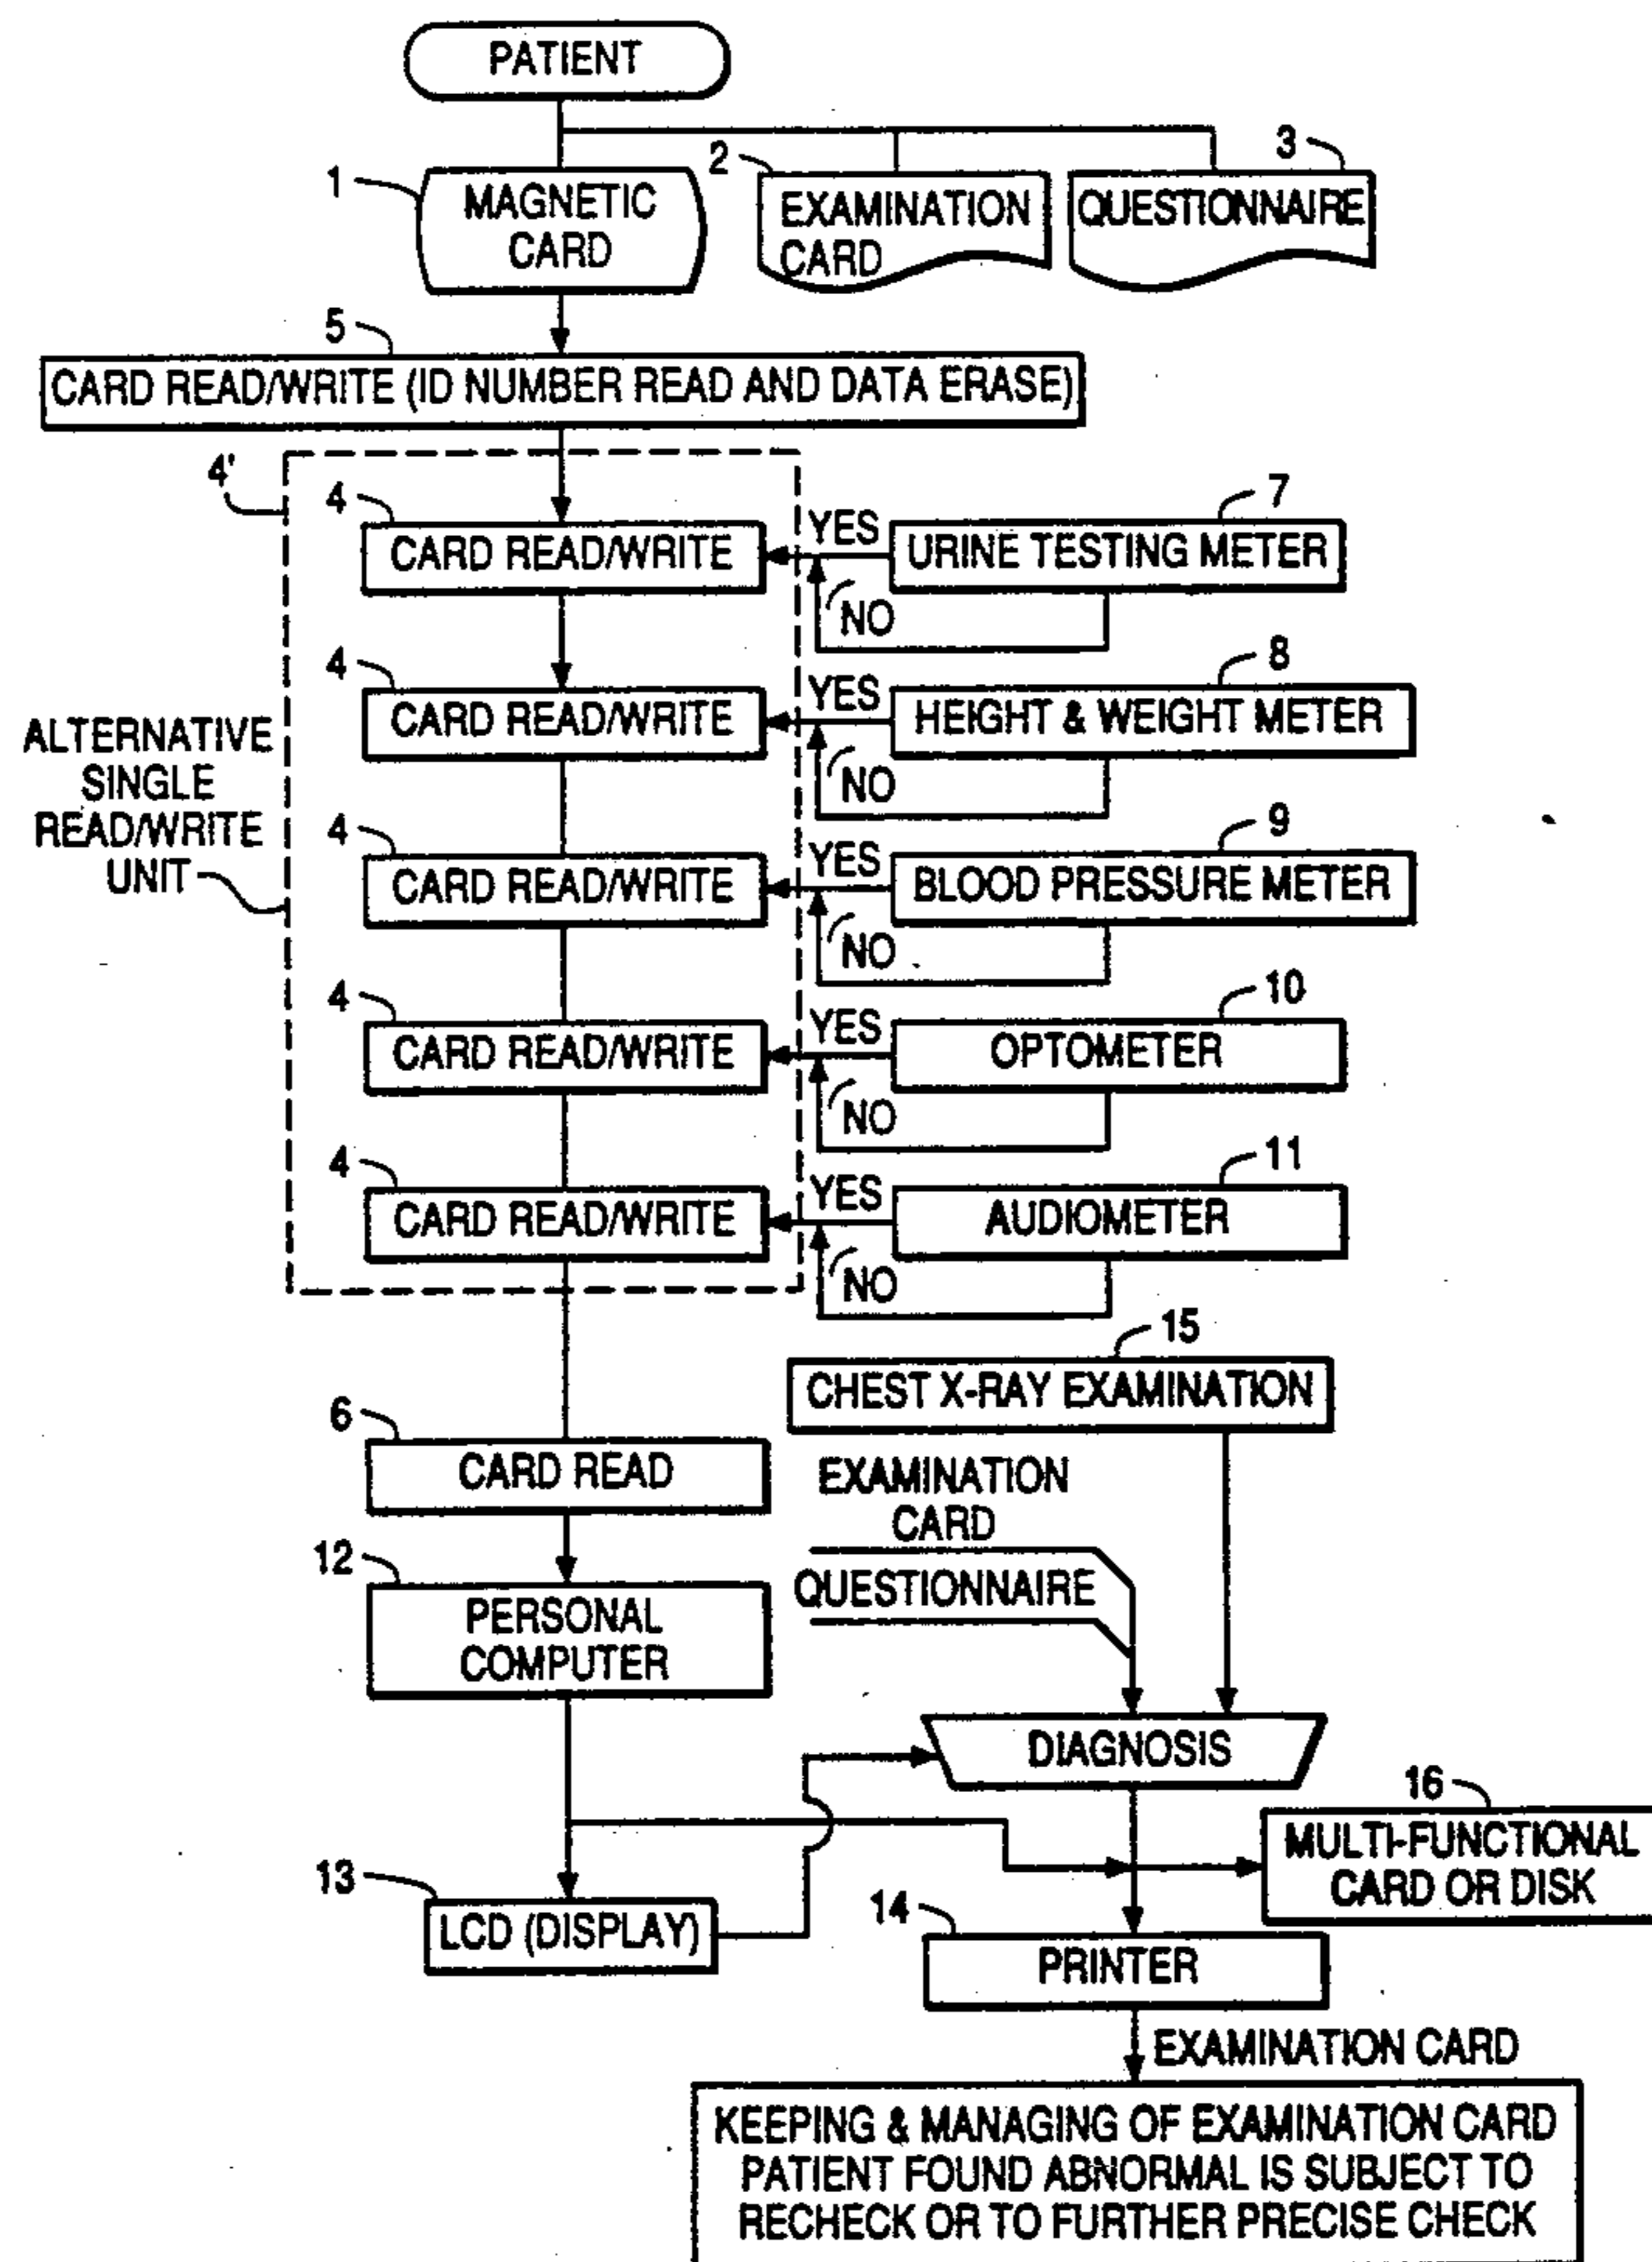 PATIENT
1
MAGNETIC
CARD
2
EXAMINATION
CARD
3
QUESTIONNAIRE
5
CARD READ/WRITE (ID NUMBER READ AND DATA ERASE)
4'
4
CARD READ/WRITE
YES
NO
7
URINE TESTING METER
4
CARD READ/WRITE
YES
NO
8
HEIGHT & WEIGHT METER
ALTERNATIVE
SINGLE
READ/WRITE
UNIT
4
CARD READ/WRITE
YES
NO
9
BLOOD PRESSURE METER
4
CARD READ/WRITE
YES
NO
10
OPTOMETER
4
CARD READ/WRITE
YES
NO
11
AUDIOMETER
15
CHEST X-RAY EXAMINATION
6
CARD READ
EXAMINATION
CARD
QUESTIONNAIRE
12
PERSONAL
COMPUTER
DIAGNOSIS
16
MULTI-FUNCTIONAL
CARD OR DISK
13
LCD (DISPLAY)
14
PRINTER
EXAMINATION CARD
KEEPING & MANAGING OF EXAMINATION CARD
PATIENT FOUND ABNORMAL IS SUBJECT TO
RECHECK OR TO FURTHER PRECISE CHECK